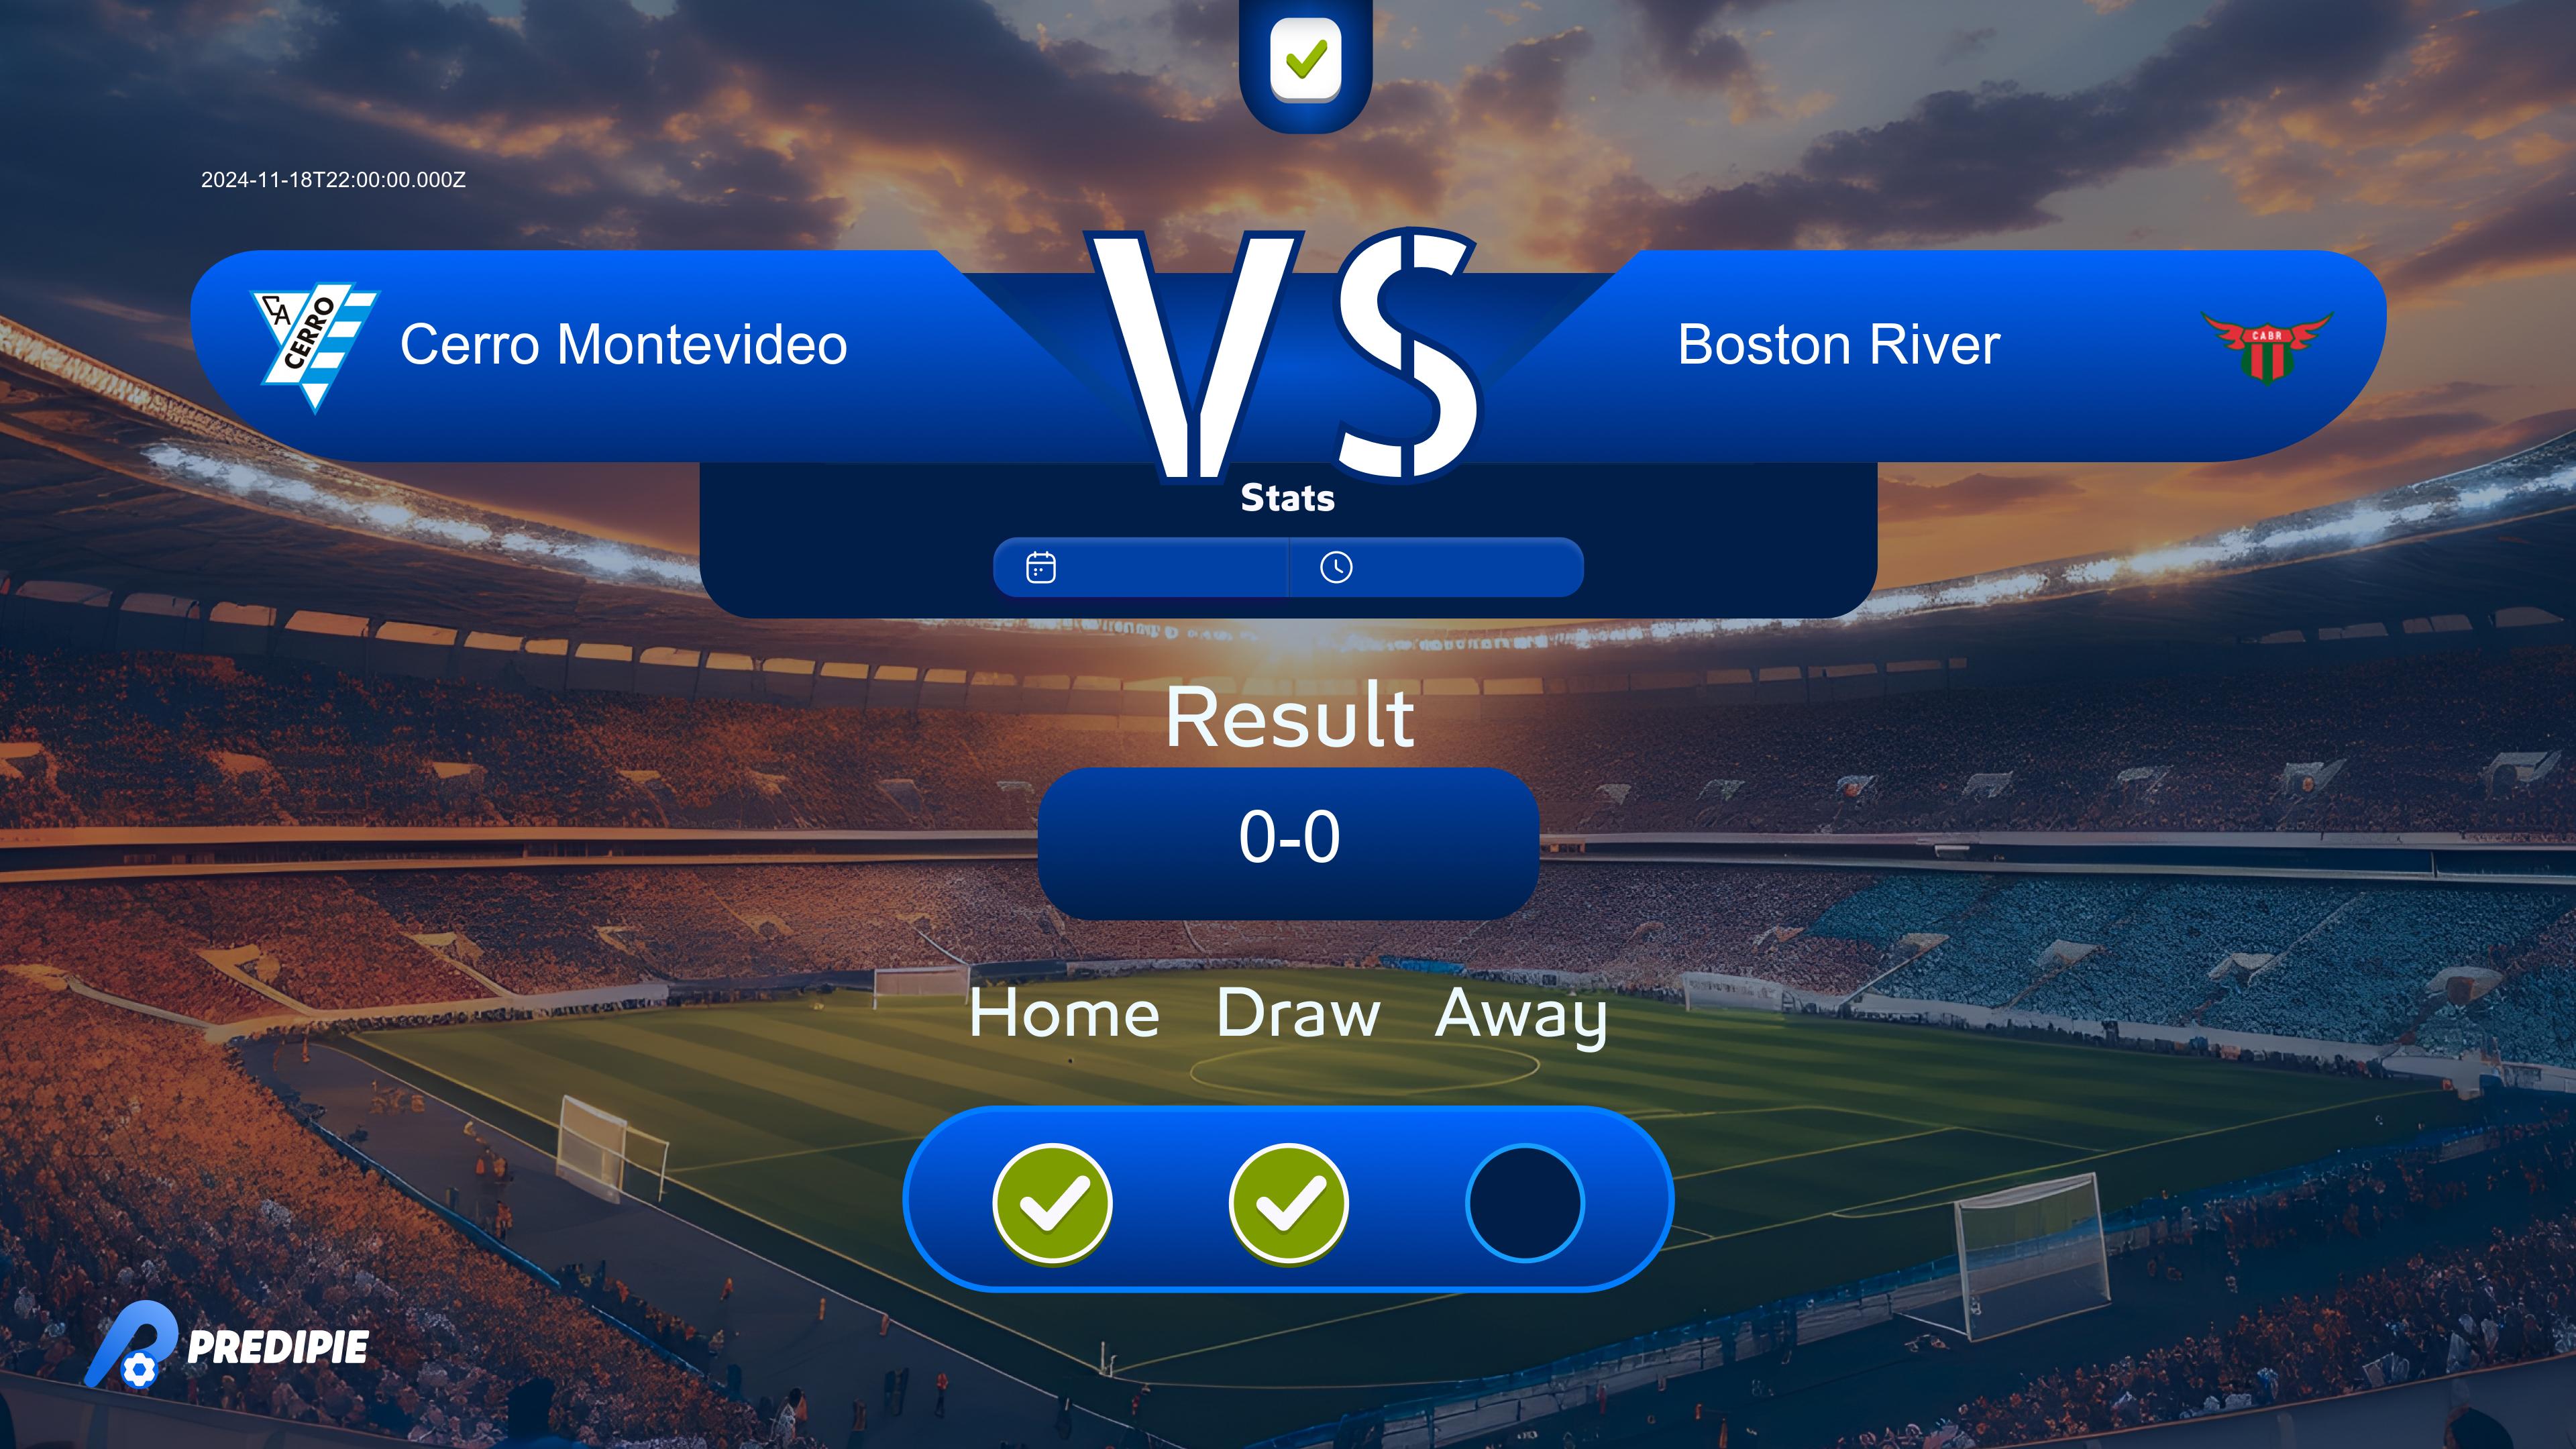 2024-11-18T22:00:00.000Z
CA
CERRO
Cerro Montevideo
VS
Boston River
CABR
Stats
Result
0-0
Home Draw Away
PREDIPIE